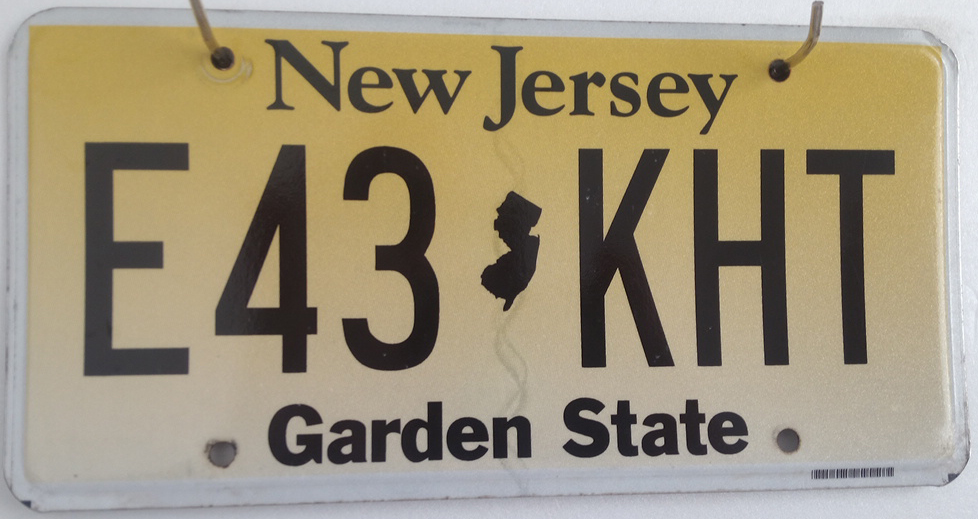 New Jersey
E43 KHT
Garden State